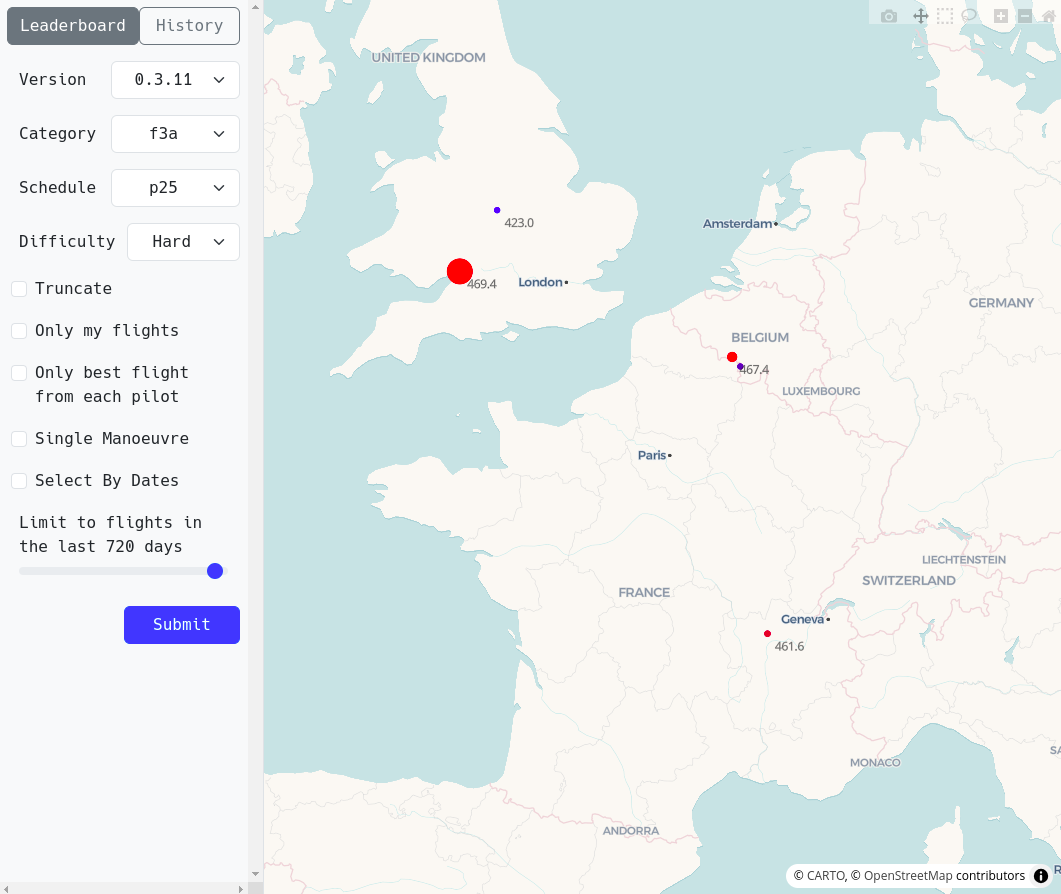 Leaderboard
History
Version
0.3.11
Category
f3a
Schedule
p25
Difficulty
Hard
Truncate
Only my flights
Only best flight
from each pilot
Single Manoeuvre
Select By Dates
Limit to flights in
the last 720 days
Submit
UNITED KINGDOM
423.0
Amsterdam
469.4
London
GERMANY
BELGIUM
467.4
LUXEMBOURG
Paris
LIECHTENSTEIN
SWITZERLAND
FRANCE
Geneva
461.6
SA
MONACO
ANDORRA
R
© CARTO, © OpenStreetMap contributors